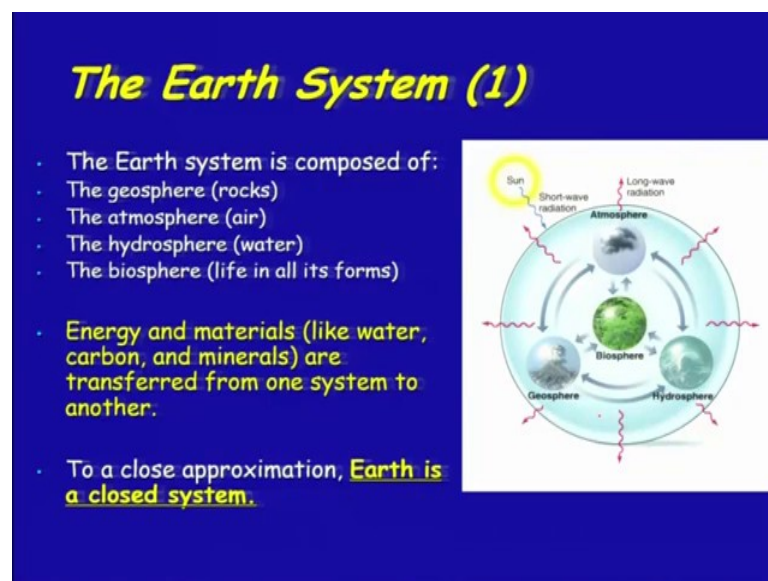 The Earth System (1)
· The Earth system is composed of:
· The geosphere (rocks)
· The atmosphere (air)
· The hydrosphere (water)
· The biosphere (life in all its forms)
· Energy and materials (like water,
carbon, and minerals) are
transferred from one system to
another.
· To a close approximation, Earth is
a closed system.
Sun
Short-wave
radiation
Long-wave
radiation
Atmosphere
Biosphere
Geosphere
Hydrosphere